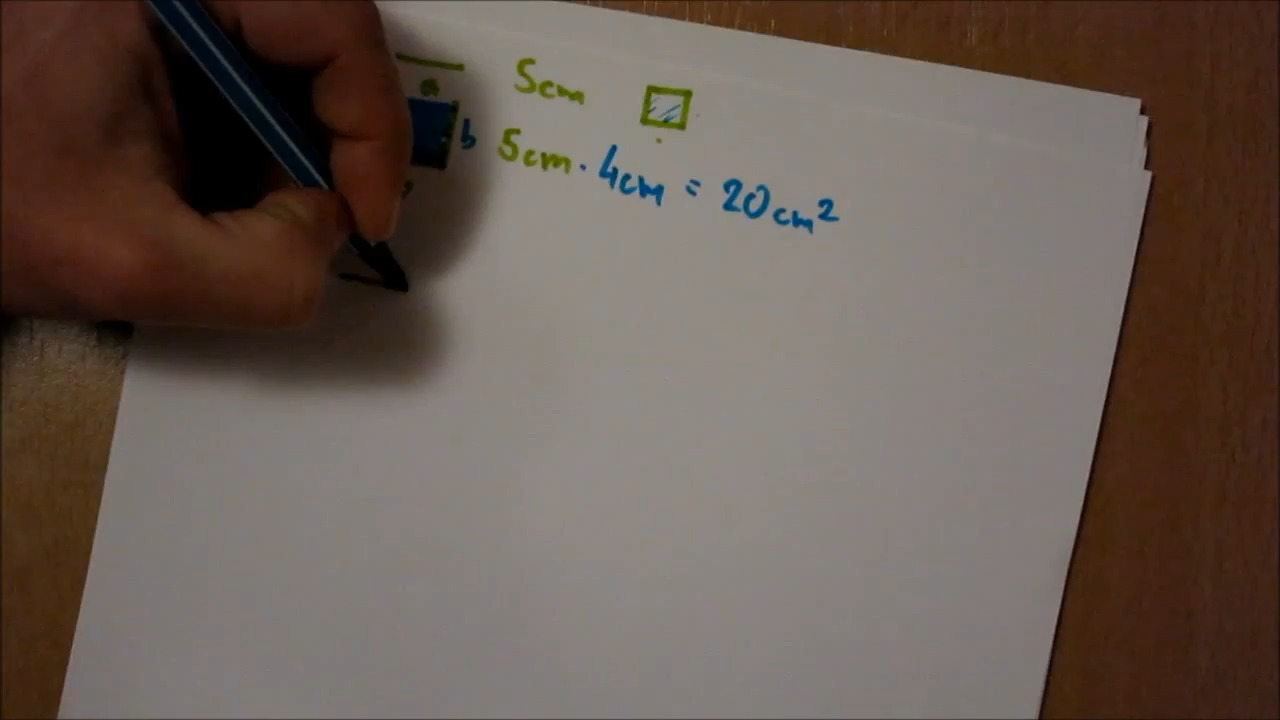 a 5cm
b 5cm · 4cm = 20cm²